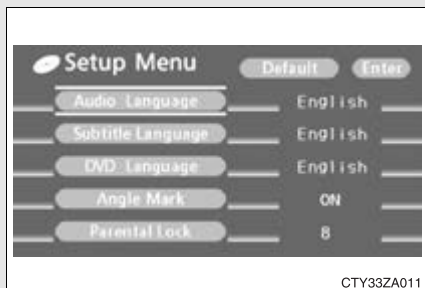 Setup Menu Default Enter
Audio Language English
Subtitle Language English
DVD Language English
Angle Mark ON
Parental Lock 8
CTY33ZA011